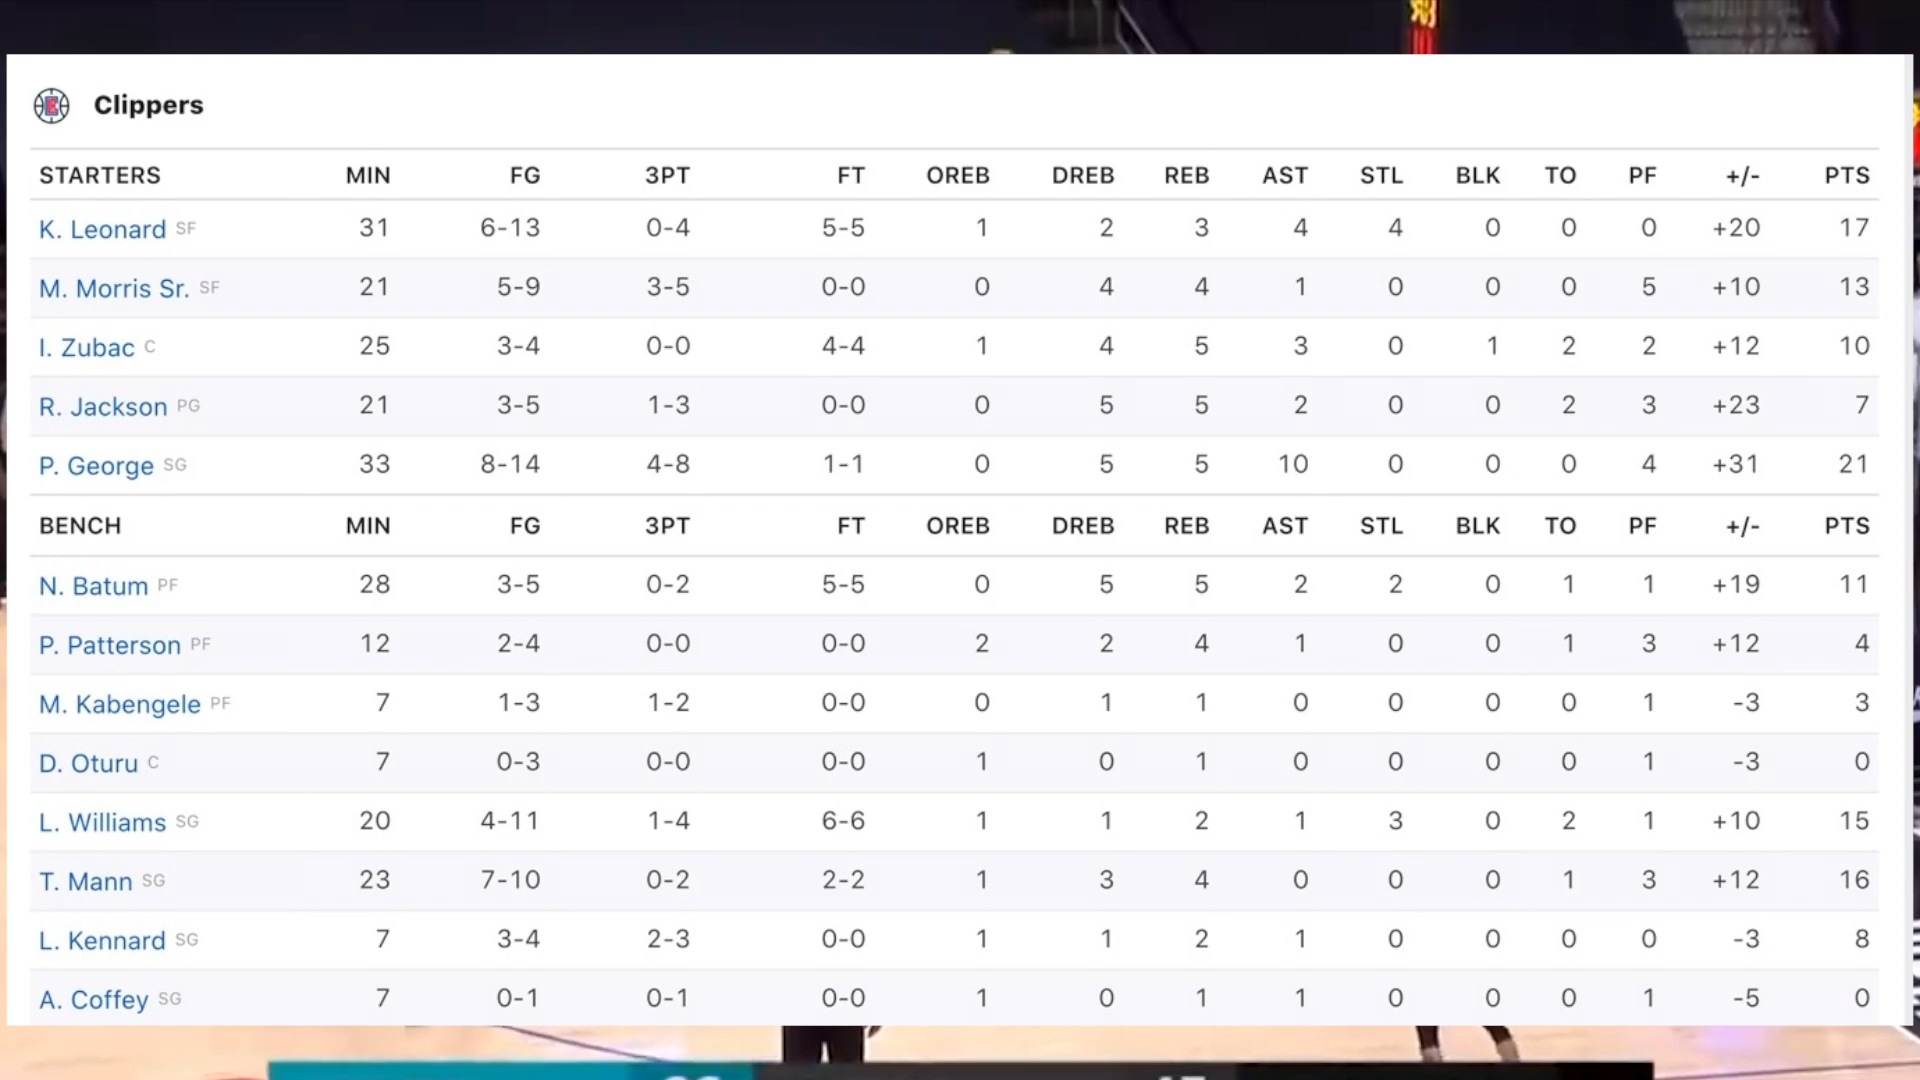 Clippers
STARTERS MIN FG 3PT FT OREB DREB REB AST STL BLK TO PF +/- PTS
K. Leonard SF 31 6-13 0-4 5-5 1 2 3 4 4 0 0 0 +20 17
M. Morris Sr. SF 21 5-9 3-5 0-0 0 4 4 1 0 0 0 5 +10 13
I. Zubac C 25 3-4 0-0 4-4 1 4 5 3 0 1 2 2 +12 10
R. Jackson PG 21 3-5 1-3 0-0 0 5 5 2 0 0 2 3 +23 7
P. George SG 33 8-14 4-8 1-1 0 5 5 10 0 0 0 4 +31 21
BENCH MIN FG 3PT FT OREB DREB REB AST STL BLK TO PF +/- PTS
N. Batum PF 28 3-5 0-2 5-5 0 5 5 2 2 0 1 1 +19 11
P. Patterson PF 12 2-4 0-0 0-0 2 2 4 1 0 0 1 3 +12 4
M. Kabengele PF 7 1-3 1-2 0-0 0 1 1 0 0 0 0 1 -3 3
D. Oturu C 7 0-3 0-0 0-0 1 0 1 0 0 0 0 1 -3 0
L. Williams SG 20 4-11 1-4 6-6 1 1 2 1 3 0 2 1 +10 15
T. Mann SG 23 7-10 0-2 2-2 1 3 4 0 0 0 1 3 +12 16
L. Kennard SG 7 3-4 2-3 0-0 1 1 2 1 0 0 0 0 -3 8
A. Coffey SG 7 0-1 0-1 0-0 1 0 1 1 0 0 0 1 -5 0